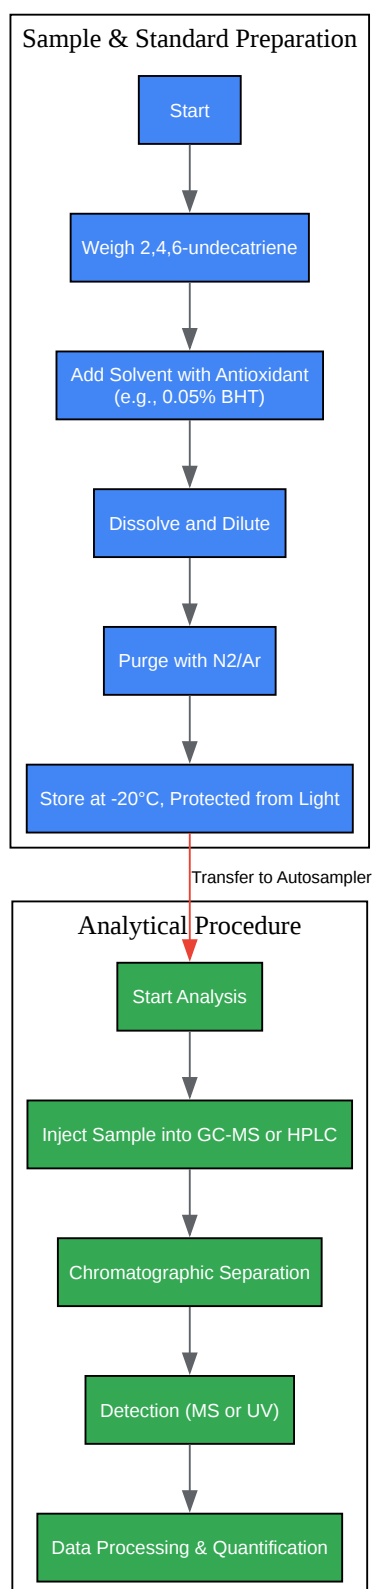 Sample & Standard Preparation
Start
Weigh 2,4,6-undecatriene
Add Solvent with Antioxidant
(e.g., 0.05% BHT)
Dissolve and Dilute
Purge with N2/Ar
Store at -20°C, Protected from Light
Transfer to Autosampler
Analytical Procedure
Start Analysis
Inject Sample into GC-MS or HPLC
Chromatographic Separation
Detection (MS or UV)
Data Processing & Quantification